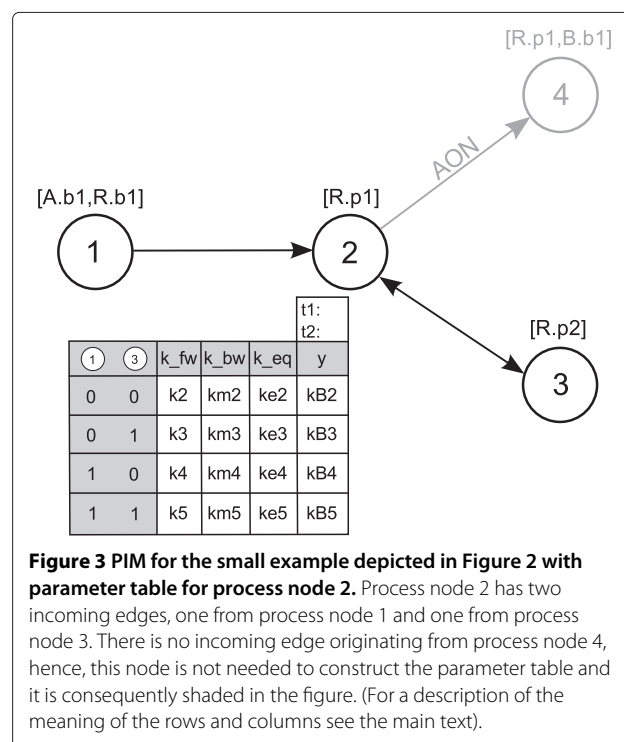 [R.p1,B.b1]
4
AON
[A.b1,R.b1]
[R.p1]
1
2
[R.p2]
3
t1:
t2:
1 3 k_fw k_bw k_eq y
0 0 k2 km2 ke2 kB2
0 1 k3 km3 ke3 kB3
1 0 k4 km4 ke4 kB4
1 1 k5 km5 ke5 kB5
Figure 3 PIM for the small example depicted in Figure 2 with
parameter table for process node 2. Process node 2 has two
incoming edges, one from process node 1 and one from process
node 3. There is no incoming edge originating from process node 4,
hence, this node is not needed to construct the parameter table and
it is consequently shaded in the figure. (For a description of the
meaning of the rows and columns see the main text).